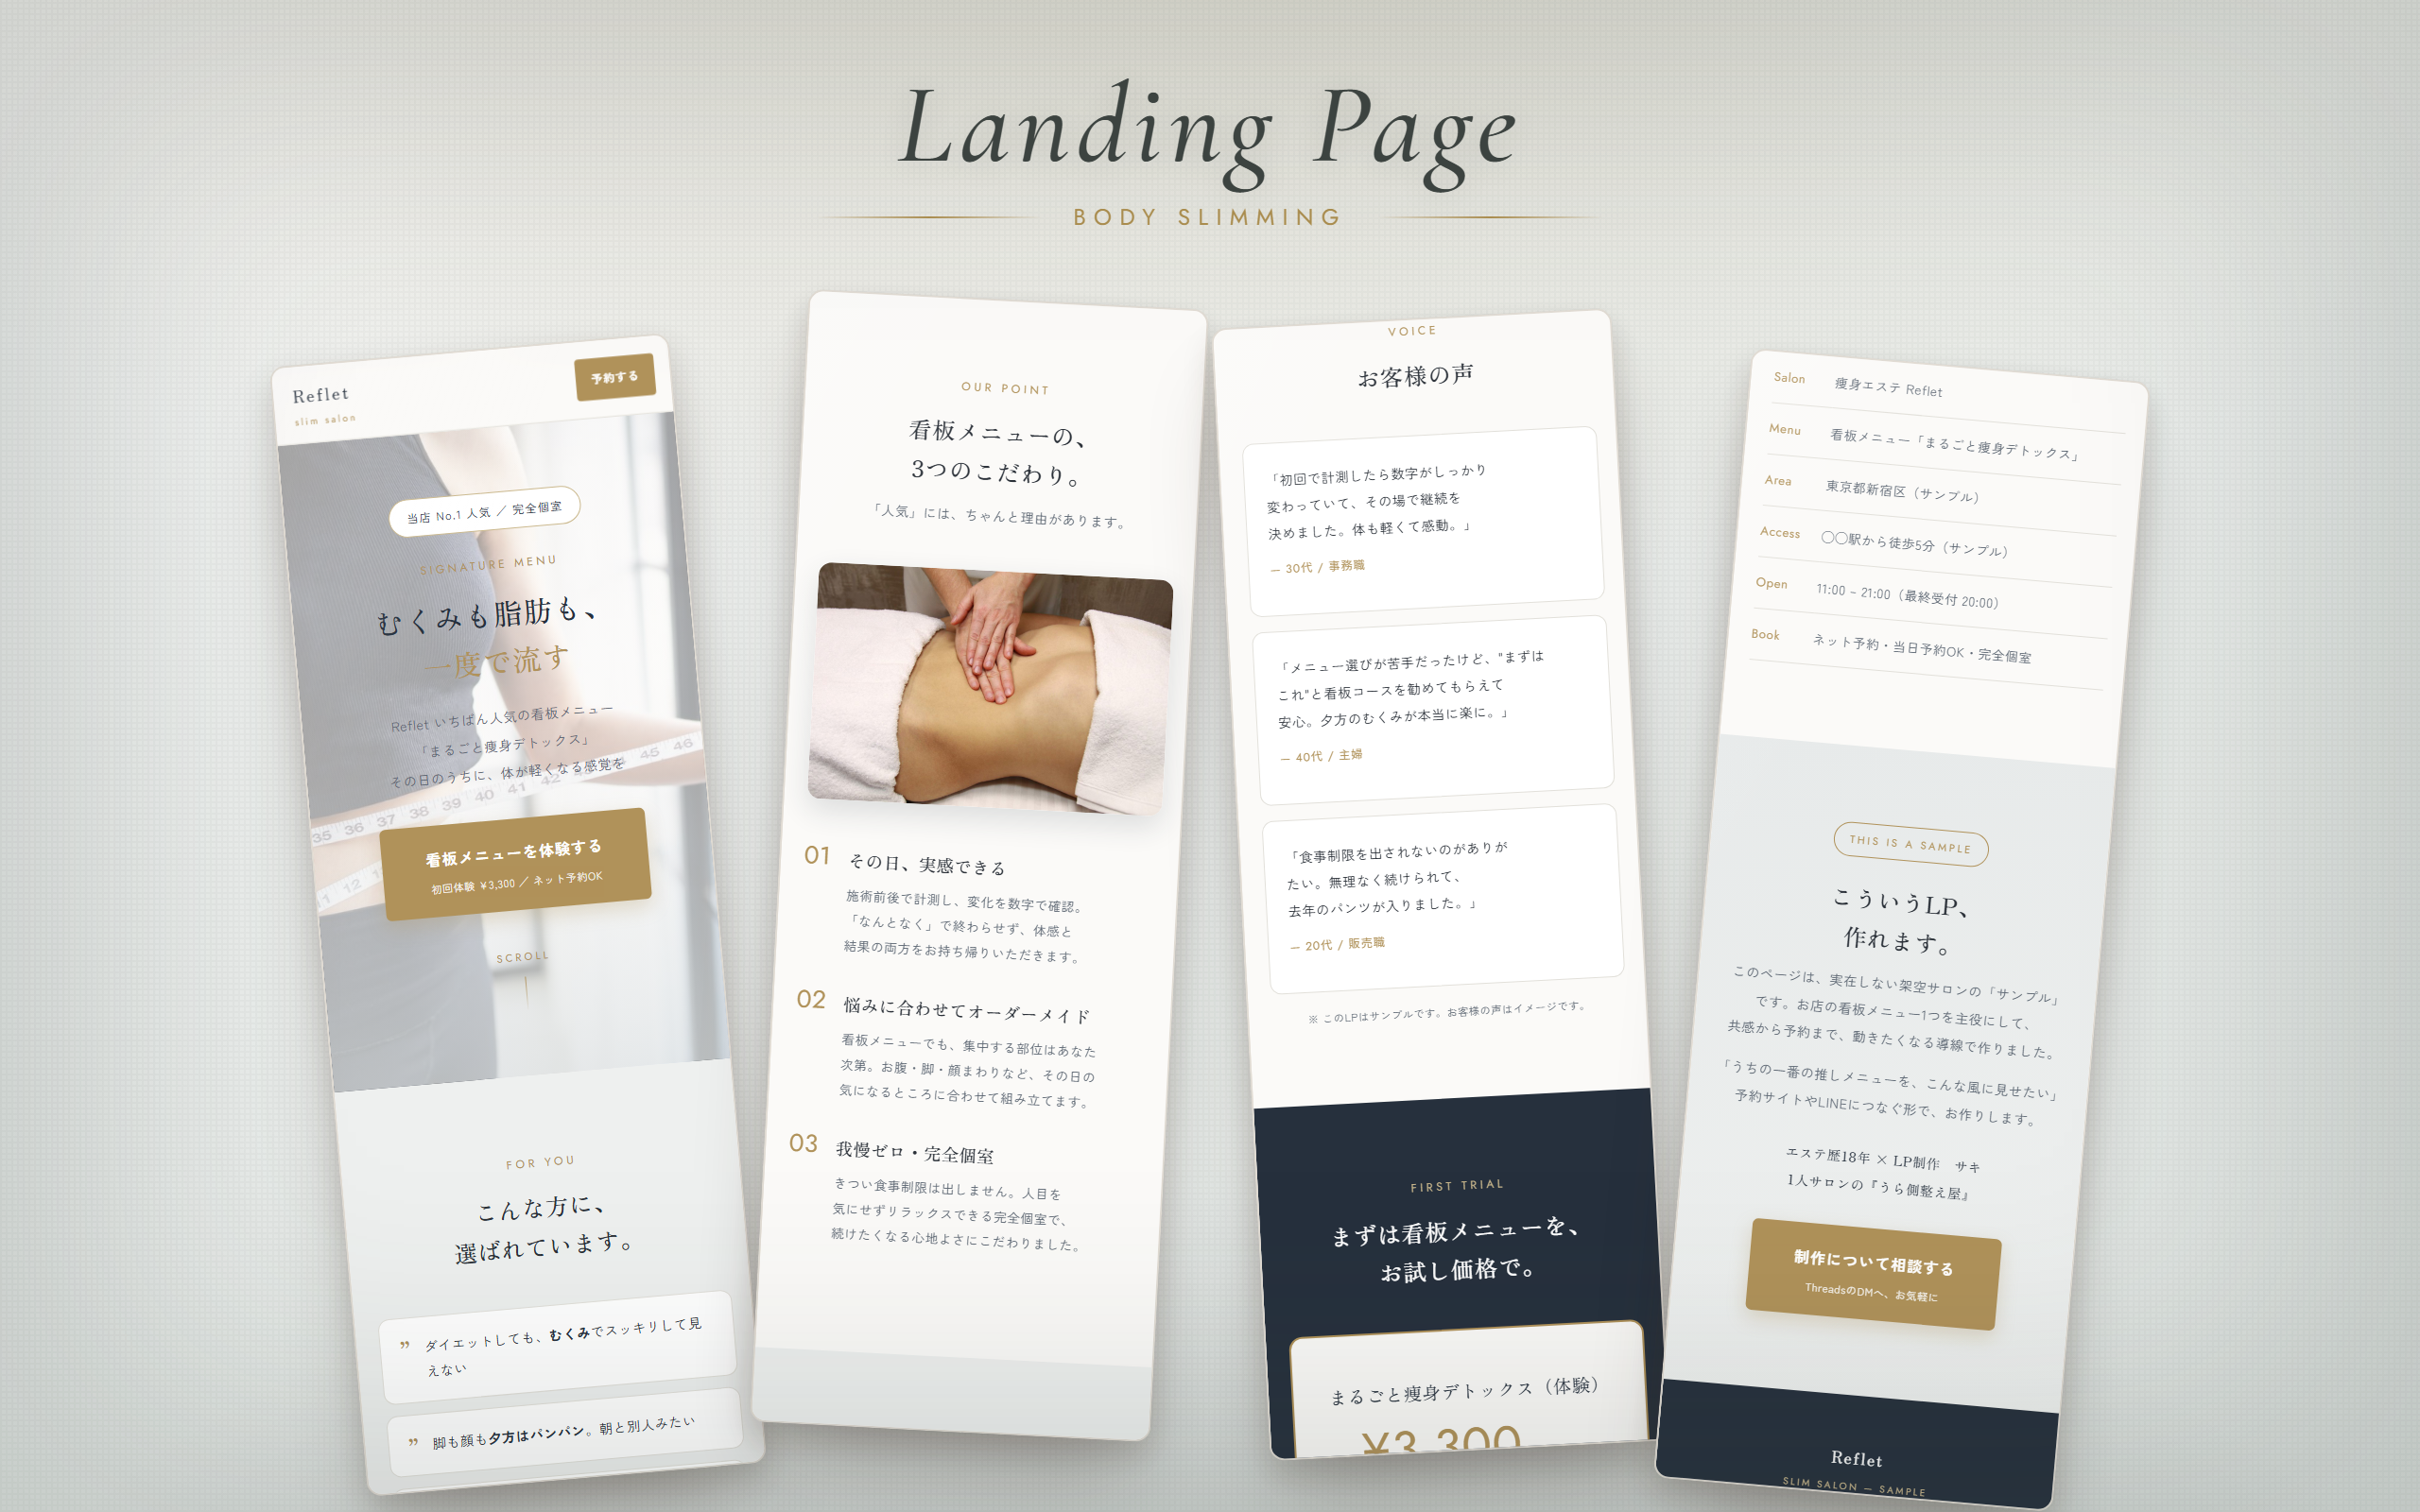 Landing Page
BODY SLIMMING
Reflet
slim salon
予約する
当店 No.1 人気 ／ 完全個室
SIGNATURE MENU
むくみも脂肪も、
一度で流す
Reflet いちばん人気の看板メニュー
「まるごと痩身デトックス」
その日のうちに、体が軽くなる感覚を
35 36 37 38 39 40 41 42 45 46
11 12
看板メニューを体験する
初回体験 ¥3,300 ／ ネット予約OK
SCROLL
FOR YOU
こんな方に、
選ばれています。
” ダイエットしても、むくみでスッキリして見
えない
” 脚も顔も夕方はパンパン。朝と別人みたい
OUR POINT
看板メニューの、
3つのこだわり。
「人気」には、ちゃんと理由があります。
01 その日、実感できる
施術前後で計測し、変化を数字で確認。
「なんとなく」で終わらせず、体感と
結果の両方をお持ち帰りいただきます。
02 悩みに合わせてオーダーメイド
看板メニューでも、集中する部位はあなた
次第。お腹・脚・顔まわりなど、その日の
気になるところに合わせて組み立てます。
03 我慢ゼロ・完全個室
きつい食事制限は出しません。人目を
気にせずリラックスできる完全個室で、
続けたくなる心地よさにこだわりました。
VOICE
お客様の声
「初回で計測したら数字がしっかり
変わっていて、その場で継続を
決めました。体も軽くて感動。」
— 30代 / 事務職
「メニュー選びが苦手だったけど、"まずは
これ"と看板コースを勧めてもらえて
安心。夕方のむくみが本当に楽に。」
— 40代 / 主婦
「食事制限を出されないのがありが
たい。無理なく続けられて、
去年のパンツが入りました。」
— 20代 / 販売職
※ このLPはサンプルです。お客様の声はイメージです。
FIRST TRIAL
まずは看板メニューを、
お試し価格で。
まるごと痩身デトックス（体験）
¥3,300
Salon 痩身エステ Reflet
Menu 看板メニュー「まるごと痩身デトックス」
Area 東京都新宿区（サンプル）
Access ◯◯駅から徒歩5分（サンプル）
Open 11:00 – 21:00（最終受付 20:00）
Book ネット予約・当日予約OK・完全個室
THIS IS A SAMPLE
こういうLP、
作れます。
このページは、実在しない架空サロンの「サンプル」
です。お店の看板メニュー1つを主役にして、
共感から予約まで、動きたくなる導線で作りました。
「うちの一番の推しメニューを、こんな風に見せたい」
予約サイトやLINEにつなぐ形で、お作りします。
エステ歴18年 × LP制作　サキ
1人サロンの『うら側整え屋』
制作について相談する
ThreadsのDMへ、お気軽に
Reflet
SLIM SALON — SAMPLE